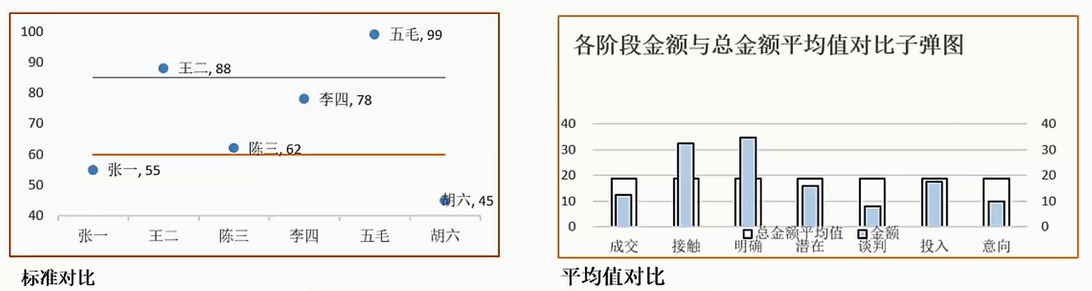 100
90
80
70
60
50
40
五毛, 99
王二, 88
李四, 78
陈三, 62
张一, 55
胡六, 45
张一 王二 陈三 李四 五毛 胡六
标准对比
各阶段金额与总金额平均值对比子弹图
40 40
30 30
20 20
10 10
0 0
总金额平均值 金额
成交 接触 明确 潜在 谈判 投入 意向
平均值对比